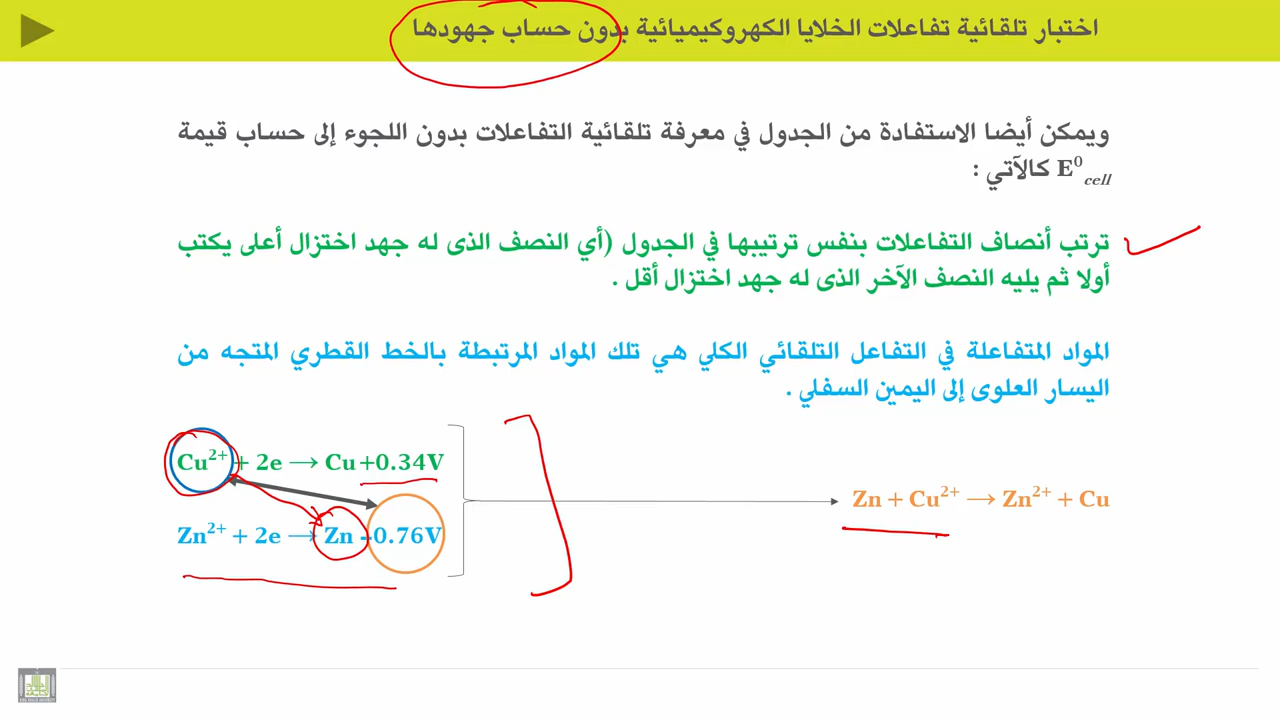 اختبار تلقائية تفاعلات الخلايا الكهروكيميائية بدون حساب جهودها
ويمكن أيضا الاستفادة من الجدول في معرفة تلقائية التفاعلات بدون اللجوء إلى حساب قيمة
E⁰cell كالآتي :
ترتب أنصاف التفاعلات بنفس ترتيبها في الجدول (أي النصف الذى له جهد اختزال أعلى يكتب
أولا ثم يليه النصف الآخر الذى له جهد اختزال أقل .
المواد المتفاعلة في التفاعل التلقائي الكلي هي تلك المواد المرتبطة بالخط القطري المتجه من
اليسار العلوى إلى اليمين السفلي .
Cu²⁺ + 2e ⟶ Cu +0.34V
Zn²⁺ + 2e ⟶ Zn -0.76V
Zn + Cu²⁺ ⟶ Zn²⁺ + Cu